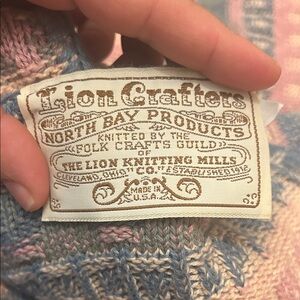 Lion Crafters
NORTH BAY PRODUCTS
KNITTED BY THE
FOLK CRAFTS GUILD
OF
THE LION KNITTING MILLS
CLEVELAND, OHIO "CO." ESTABLISHED 1912
MADE IN
U.S.A.